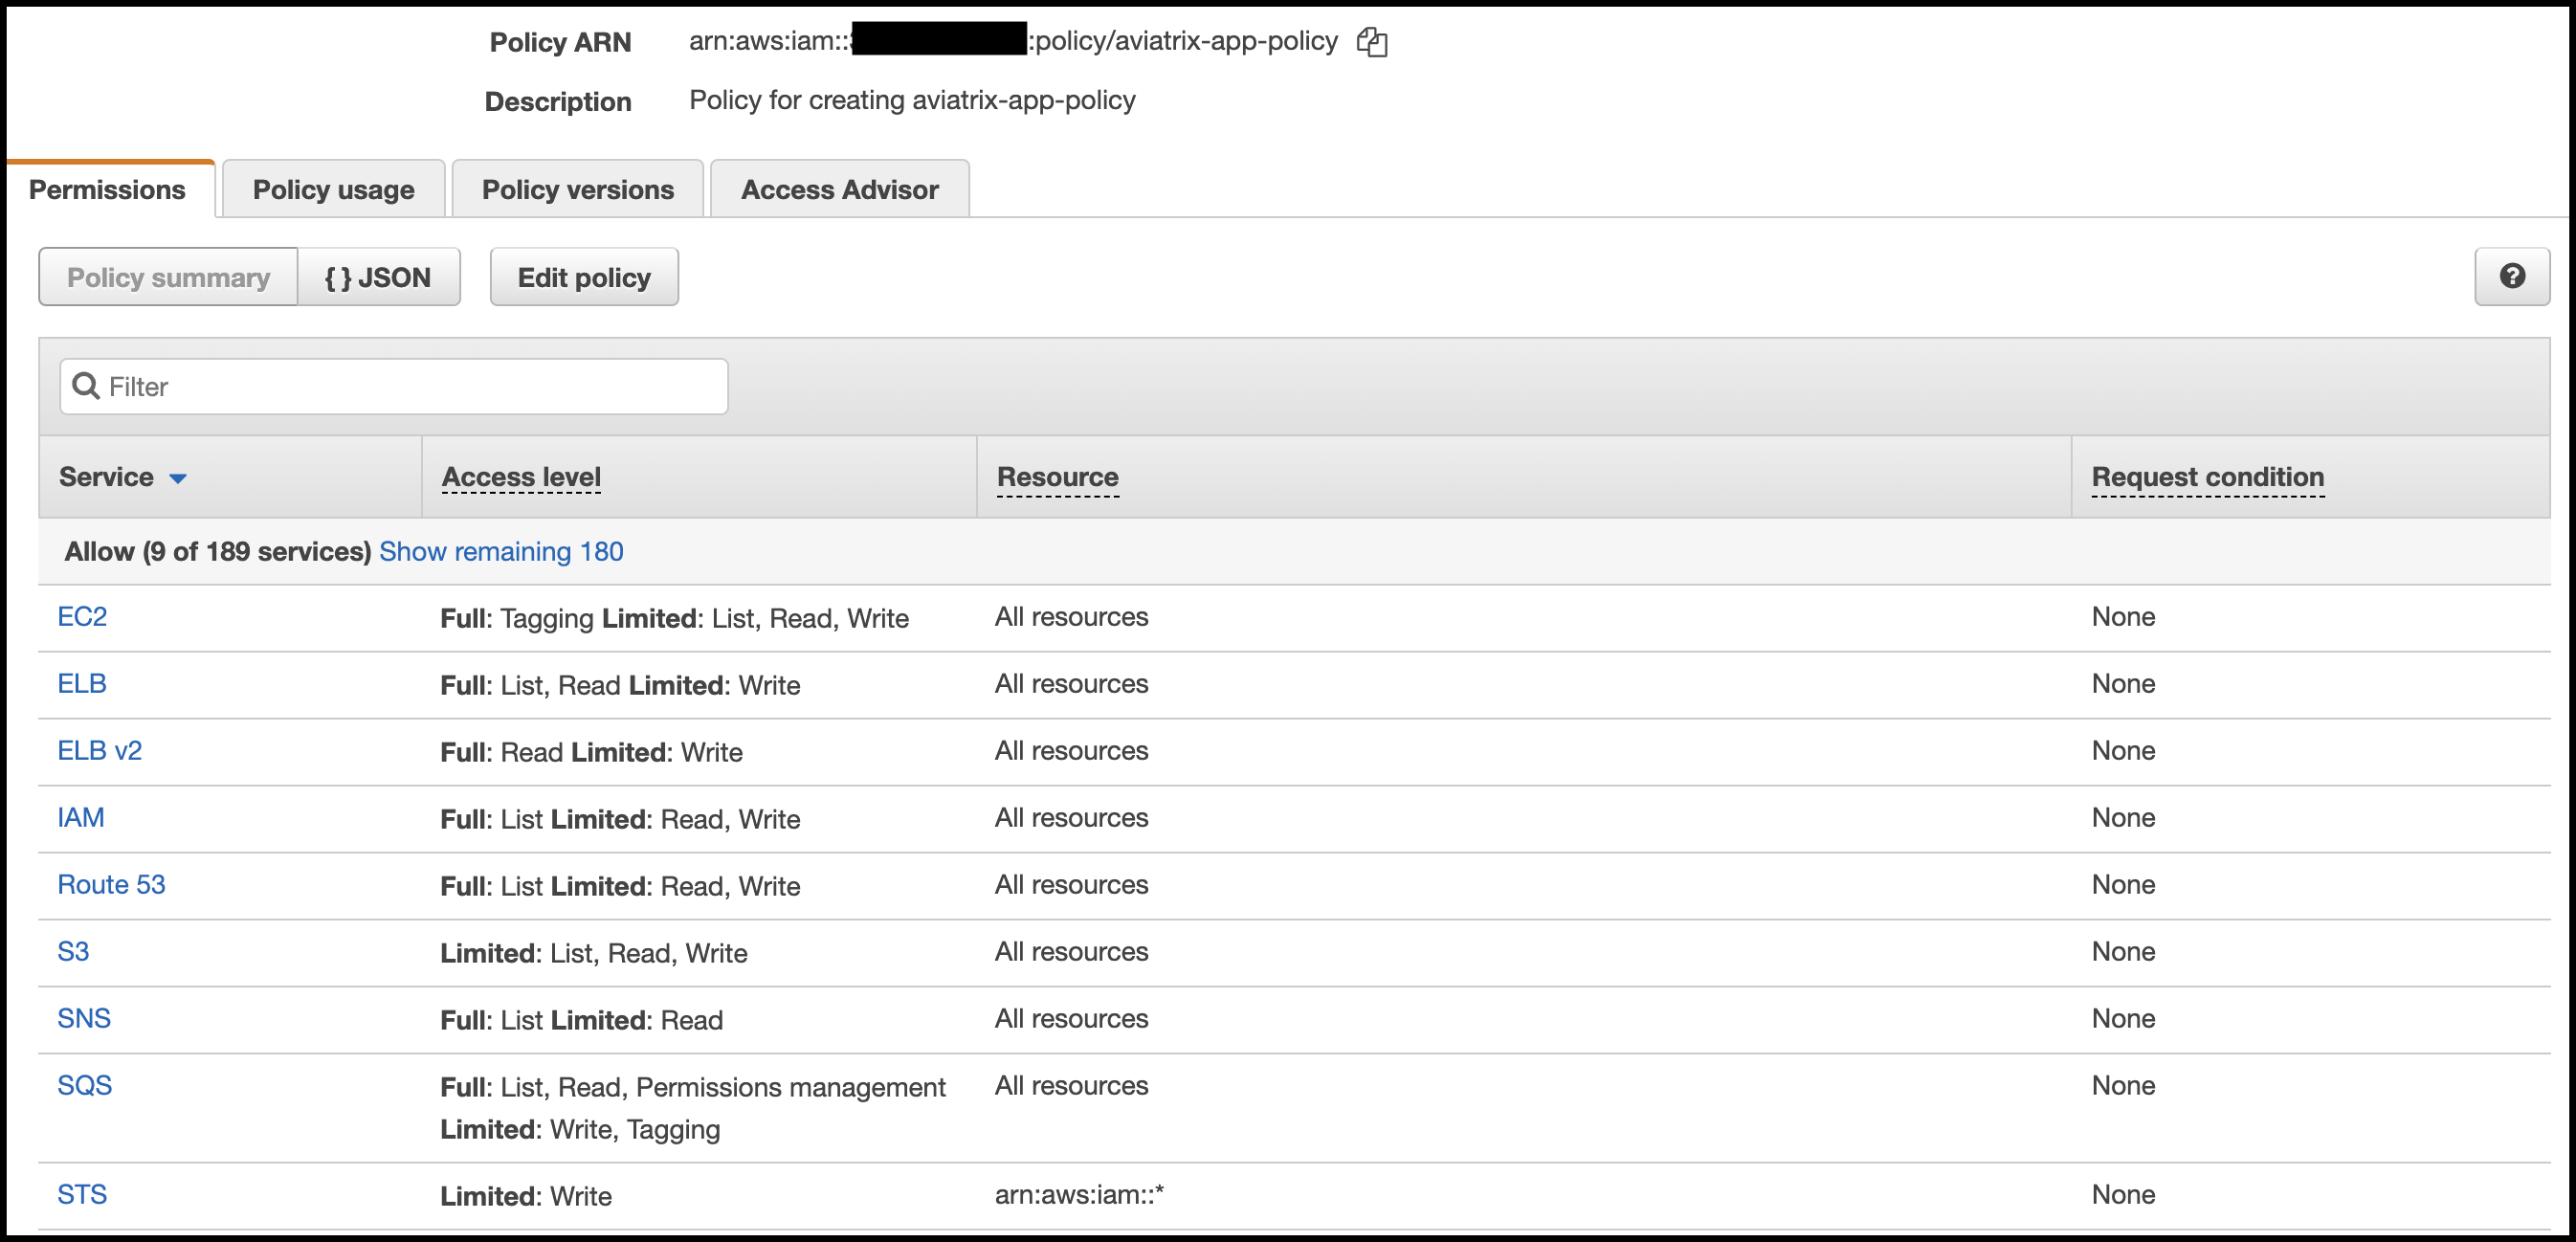 Policy ARN arn:aws:iam:: :policy/aviatrix-app-policy
Description Policy for creating aviatrix-app-policy
Permissions Policy usage Policy versions Access Advisor
Policy summary { } JSON Edit policy ?
Filter
Service Access level Resource Request condition
Allow (9 of 189 services) Show remaining 180
EC2 Full: Tagging Limited: List, Read, Write All resources None
ELB Full: List, Read Limited: Write All resources None
ELB v2 Full: Read Limited: Write All resources None
IAM Full: List Limited: Read, Write All resources None
Route 53 Full: List Limited: Read, Write All resources None
S3 Limited: List, Read, Write All resources None
SNS Full: List Limited: Read All resources None
SQS Full: List, Read, Permissions management All resources None
Limited: Write, Tagging
STS Limited: Write arn:aws:iam::* None